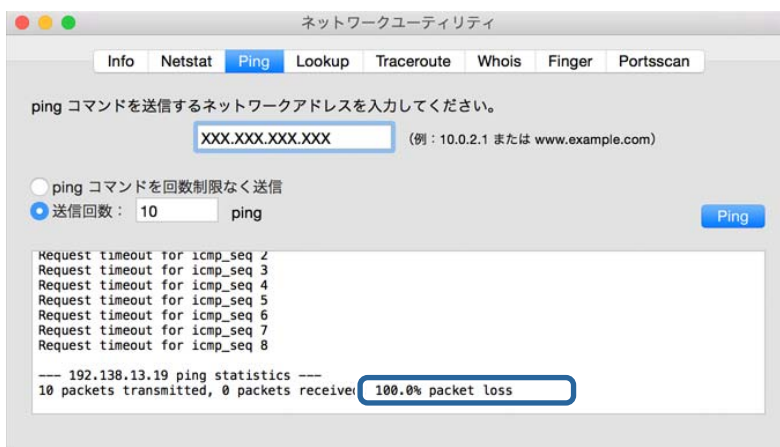 ネットワークユーティリティ
Info Netstat Ping Lookup Traceroute Whois Finger Portsscan
ping コマンドを送信するネットワークアドレスを入力してください。
XXX.XXX.XXX.XXX （例：10.0.2.1 または www.example.com）
ping コマンドを回数制限なく送信
送信回数： 10 ping
Ping
Request timeout for icmp_seq 2
Request timeout for icmp_seq 3
Request timeout for icmp_seq 4
Request timeout for icmp_seq 5
Request timeout for icmp_seq 6
Request timeout for icmp_seq 7
Request timeout for icmp_seq 8
--- 192.138.13.19 ping statistics ---
10 packets transmitted, 0 packets received 100.0% packet loss